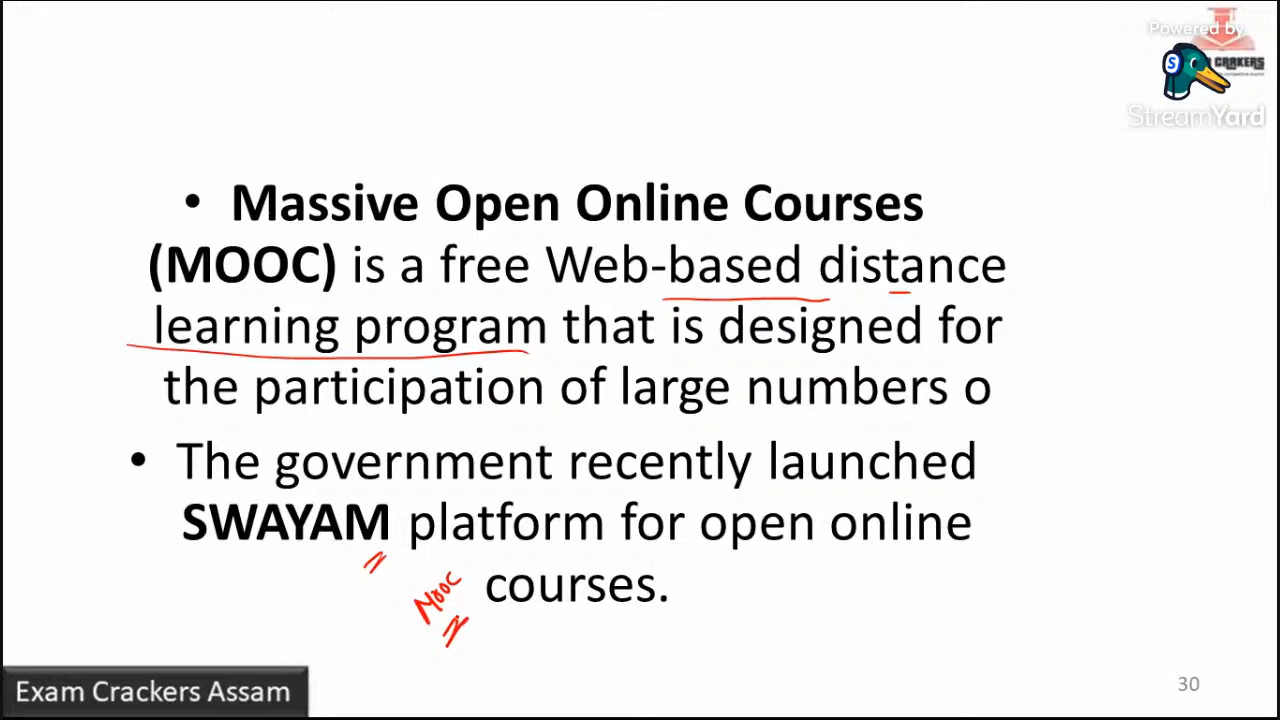 Powered by
CRAKERS
StreamYard
• Massive Open Online Courses
(MOOC) is a free Web-based distance
learning program that is designed for
the participation of large numbers o
• The government recently launched
SWAYAM platform for open online
Mooc courses.
Exam Crackers Assam
30